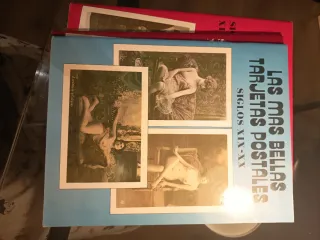 LAS MAS BELLAS
TARJETAS POSTALES
SIGLOS XIX-XX